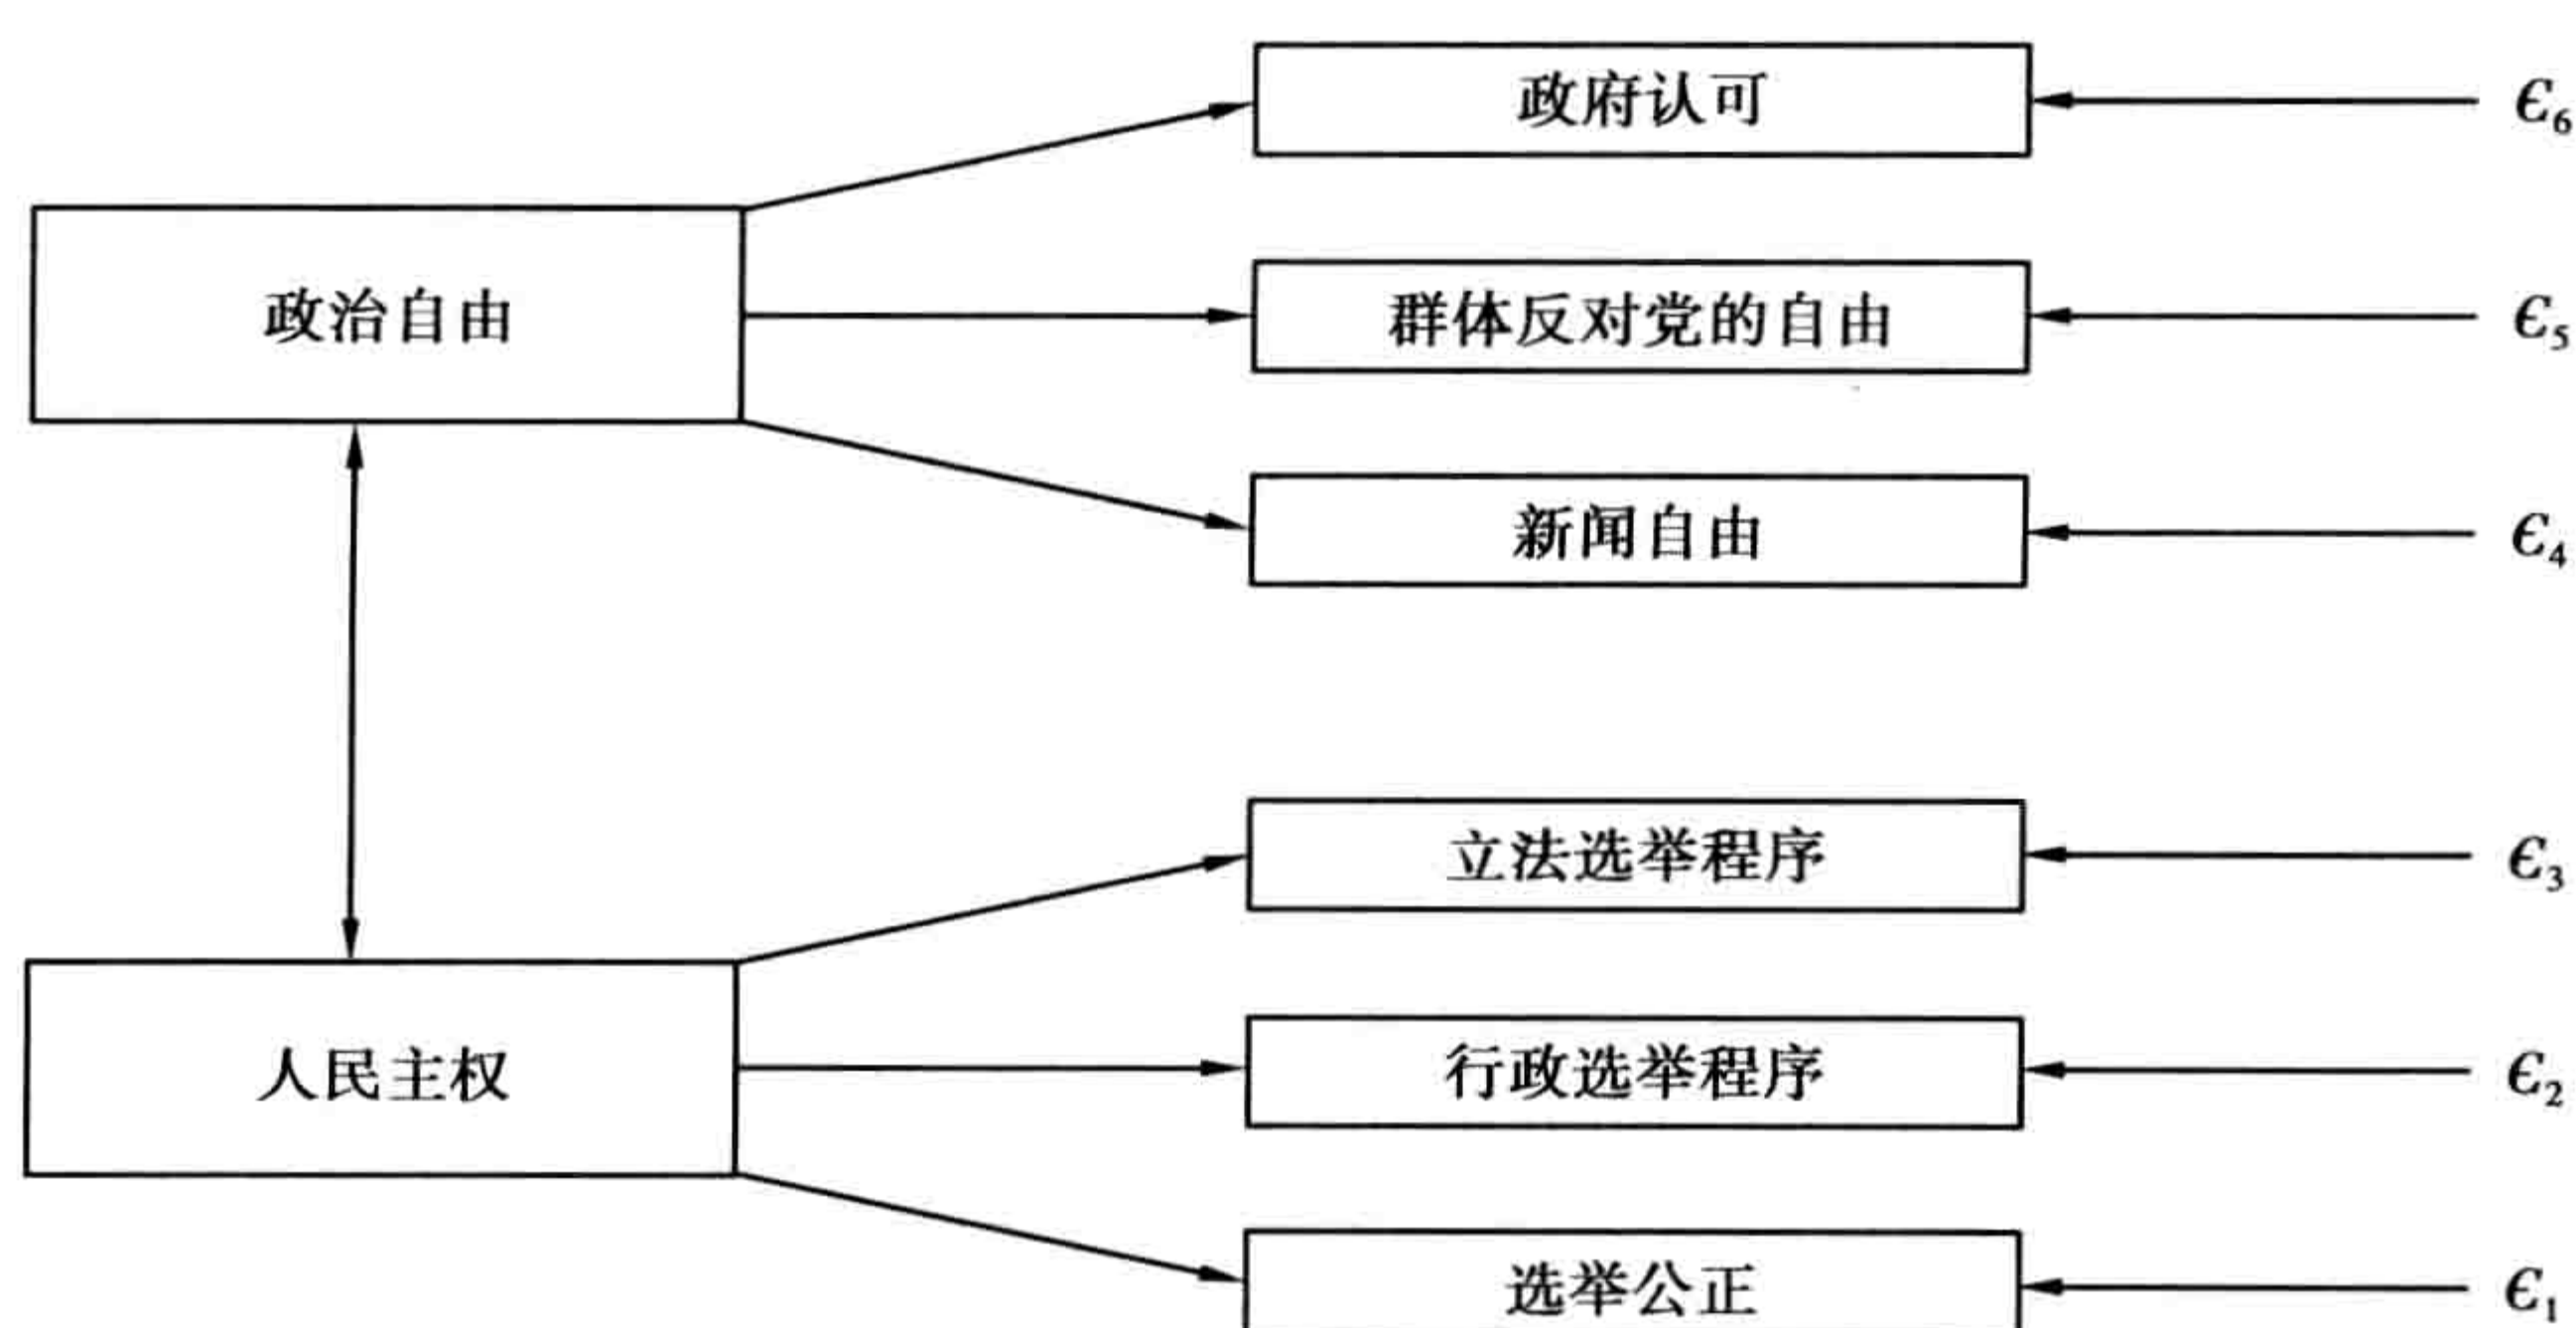 政府认可
ϵ₆
政治自由
群体反对党的自由
ϵ₅
新闻自由
ϵ₄
立法选举程序
ϵ₃
人民主权
行政选举程序
ϵ₂
选举公正
ϵ₁